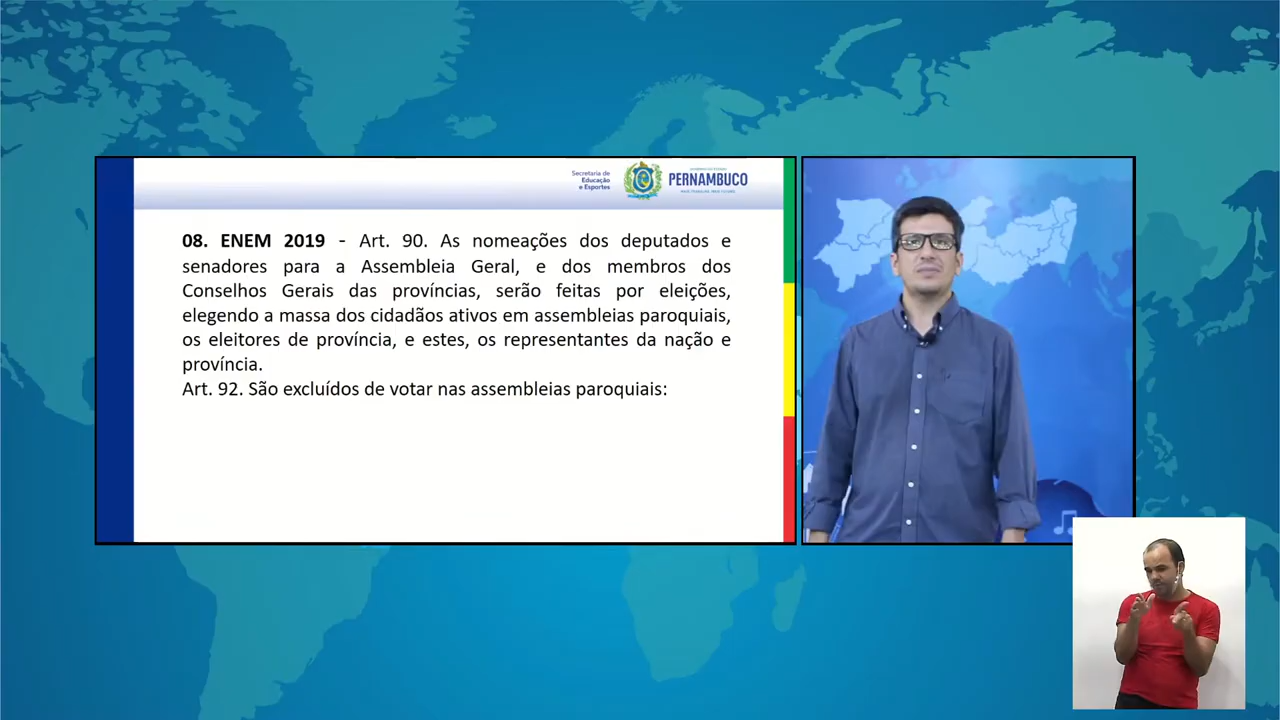 Secretaria de
Educação
e Esportes
PERNAMBUCO
08. ENEM 2019 - Art. 90. As nomeações dos deputados e
senadores para a Assembleia Geral, e dos membros dos
Conselhos Gerais das províncias, serão feitas por eleições,
elegendo a massa dos cidadãos ativos em assembleias paroquiais,
os eleitores de província, e estes, os representantes da nação e
província.
Art. 92. São excluídos de votar nas assembleias paroquiais: